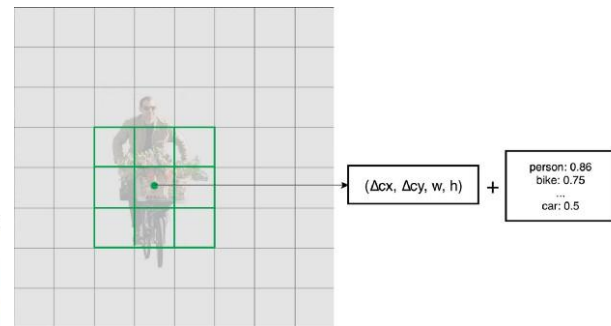 (Δcx, Δcy, w, h)
+
person: 0.86
bike: 0.75
...
car: 0.5